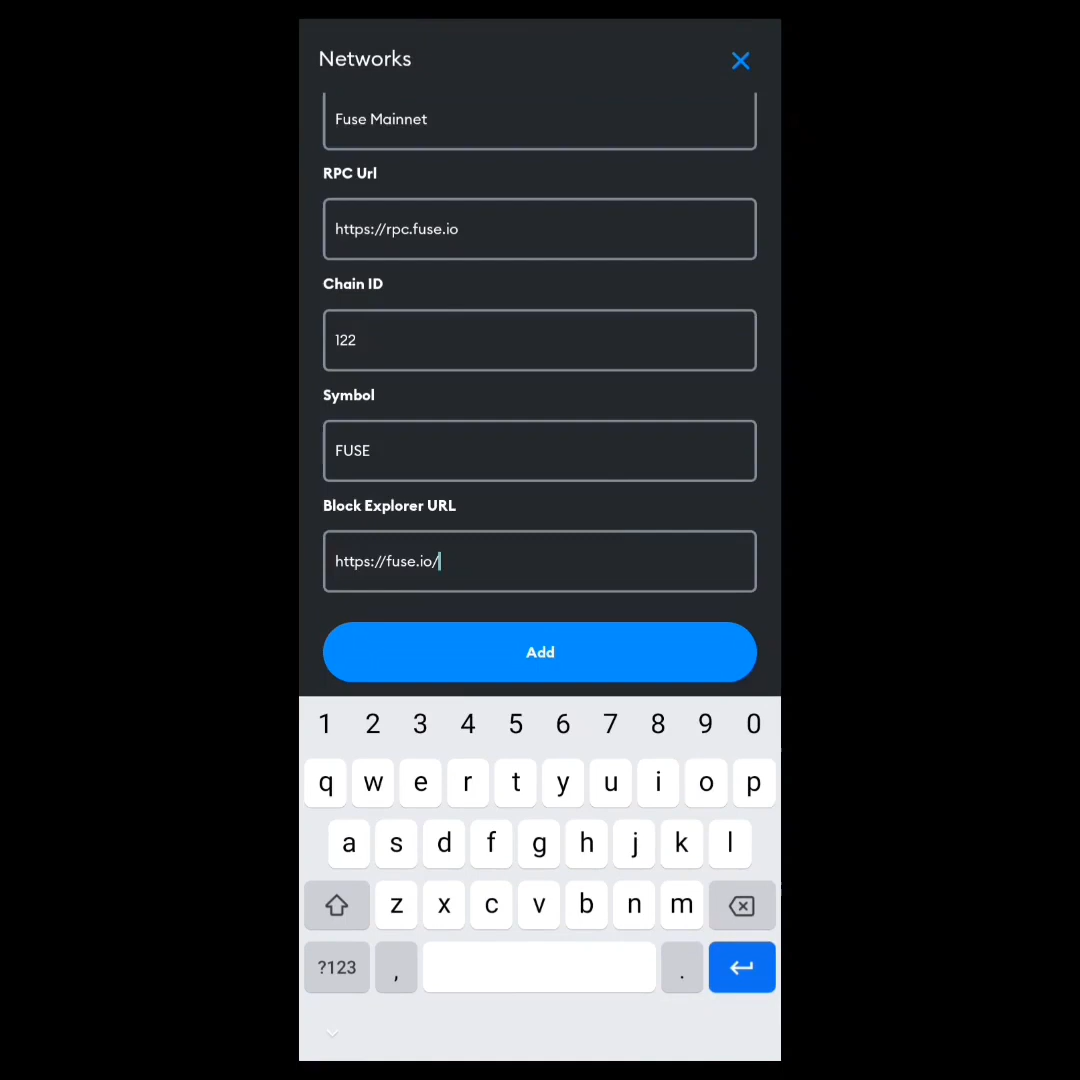 Networks
Fuse Mainnet
RPC Url
https://rpc.fuse.io
Chain ID
122
Symbol
FUSE
Block Explorer URL
https://fuse.io/
Add
1 2 3 4 5 6 7 8 9 0
q w e r t y u i o p
a s d f g h j k l
z x c v b n m
?123 , .